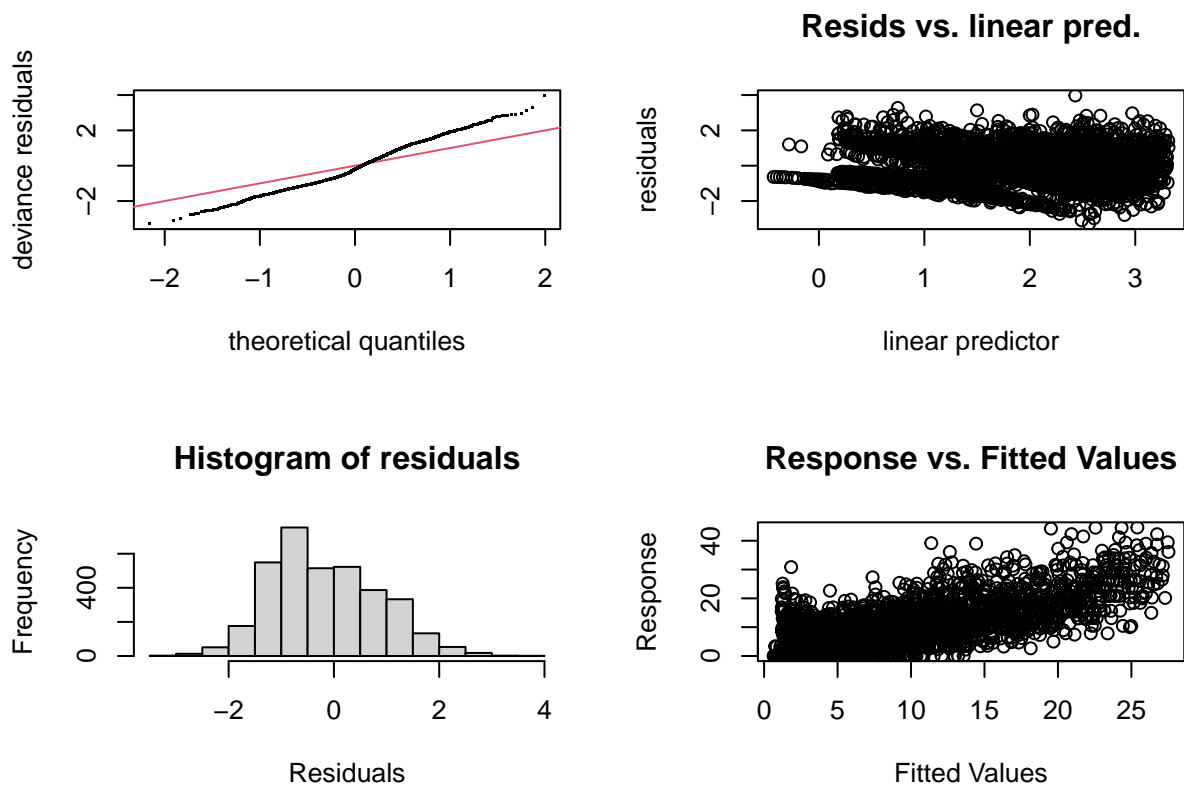 deviance residuals
2
−2
−2 −1 0 1 2
theoretical quantiles
Resids vs. linear pred.
residuals
2
−2
0 1 2 3
linear predictor
Histogram of residuals
Frequency
400
0
−2 0 2 4
Residuals
Response vs. Fitted Values
Response
40
20
0
0 5 10 15 20 25
Fitted Values